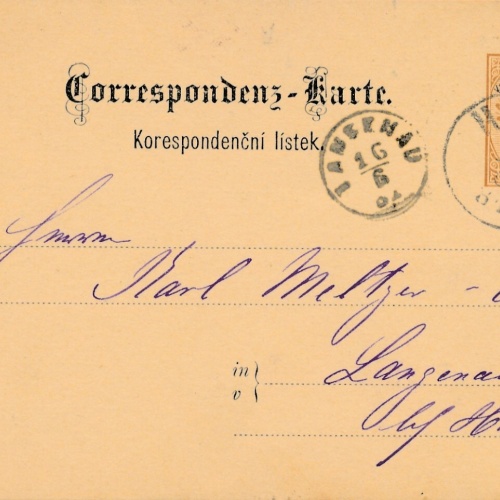 Correspondenz-Karte.
Korespondenční lístek.
LANGENAU
16/6
Herrn
Karl Meltzer -
in
v
Langenau
b/